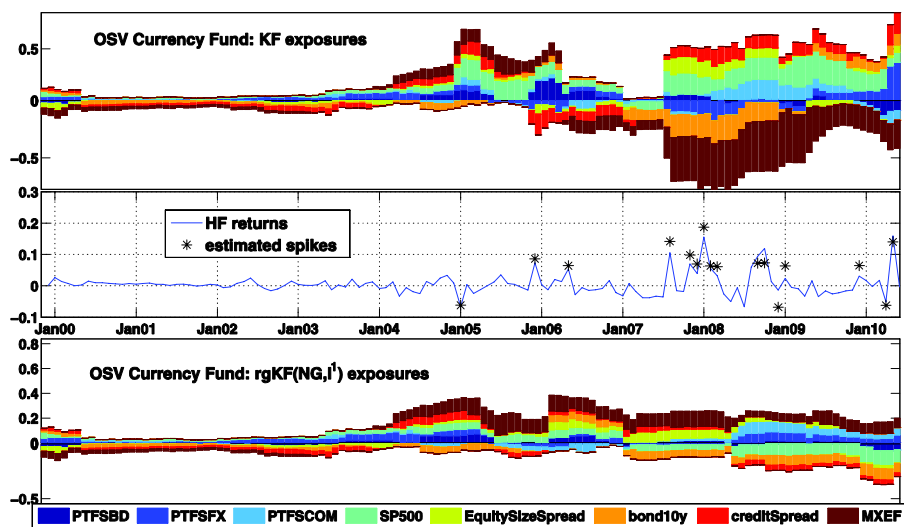 OSV Currency Fund: KF exposures
0.5
0
−0.5
0.3
HF returns
estimated spikes
0.2
0.1
0
−0.1
Jan00 Jan01 Jan02 Jan03 Jan04 Jan05 Jan06 Jan07 Jan08 Jan09 Jan10
0.8
OSV Currency Fund: rgKF(NG,l¹) exposures
0.6
0.4
0.2
0
−0.5
PTFSBD PTFSFX PTFSCOM SP500 EquitySizeSpread bond10y creditSpread MXEF